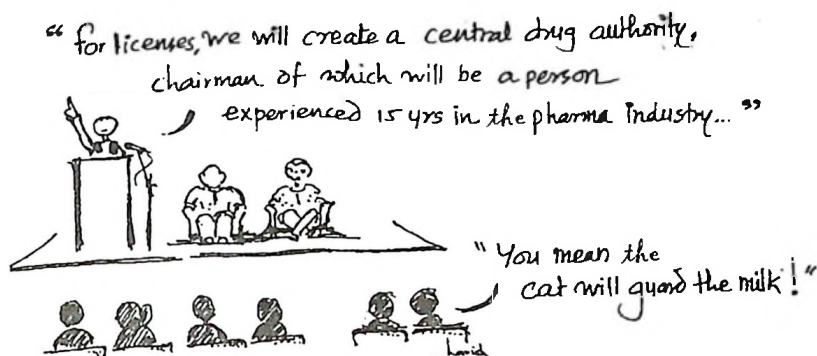 “for licenses, we will create a central drug authority,
chairman of which will be a person
experienced 15 yrs in the pharma industry...”
"You mean the
cat will guard the milk!"